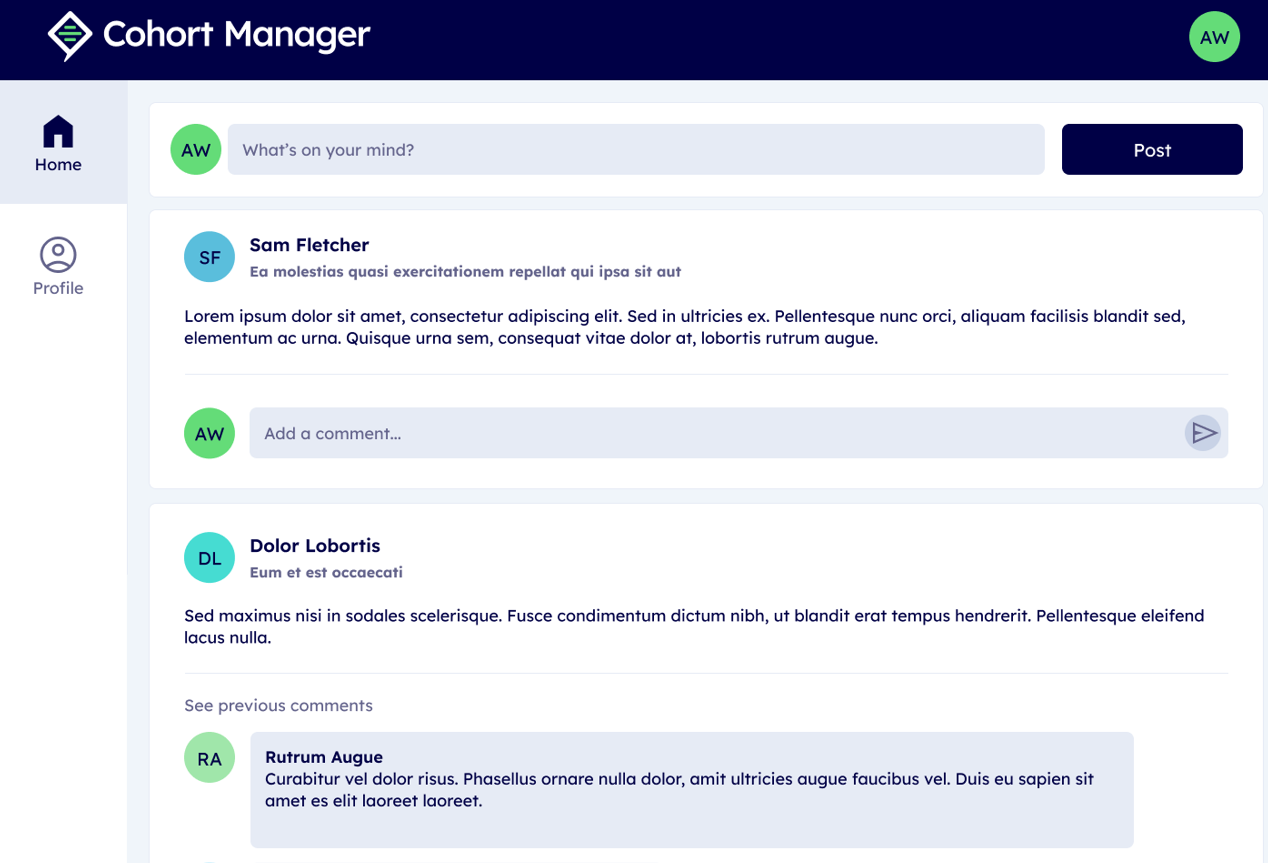 Cohort Manager
AW
Home
Profile
AW
What's on your mind?
Post
SF
Sam Fletcher
Ea molestias quasi exercitationem repellat qui ipsa sit aut
Lorem ipsum dolor sit amet, consectetur adipiscing elit. Sed in ultricies ex. Pellentesque nunc orci, aliquam facilisis blandit sed,
elementum ac urna. Quisque urna sem, consequat vitae dolor at, lobortis rutrum augue.
AW
Add a comment...
DL
Dolor Lobortis
Eum et est occaecati
Sed maximus nisi in sodales scelerisque. Fusce condimentum dictum nibh, ut blandit erat tempus hendrerit. Pellentesque eleifend
lacus nulla.
See previous comments
RA
Rutrum Augue
Curabitur vel dolor risus. Phasellus ornare nulla dolor, amit ultricies augue faucibus vel. Duis eu sapien sit
amet es elit laoreet laoreet.